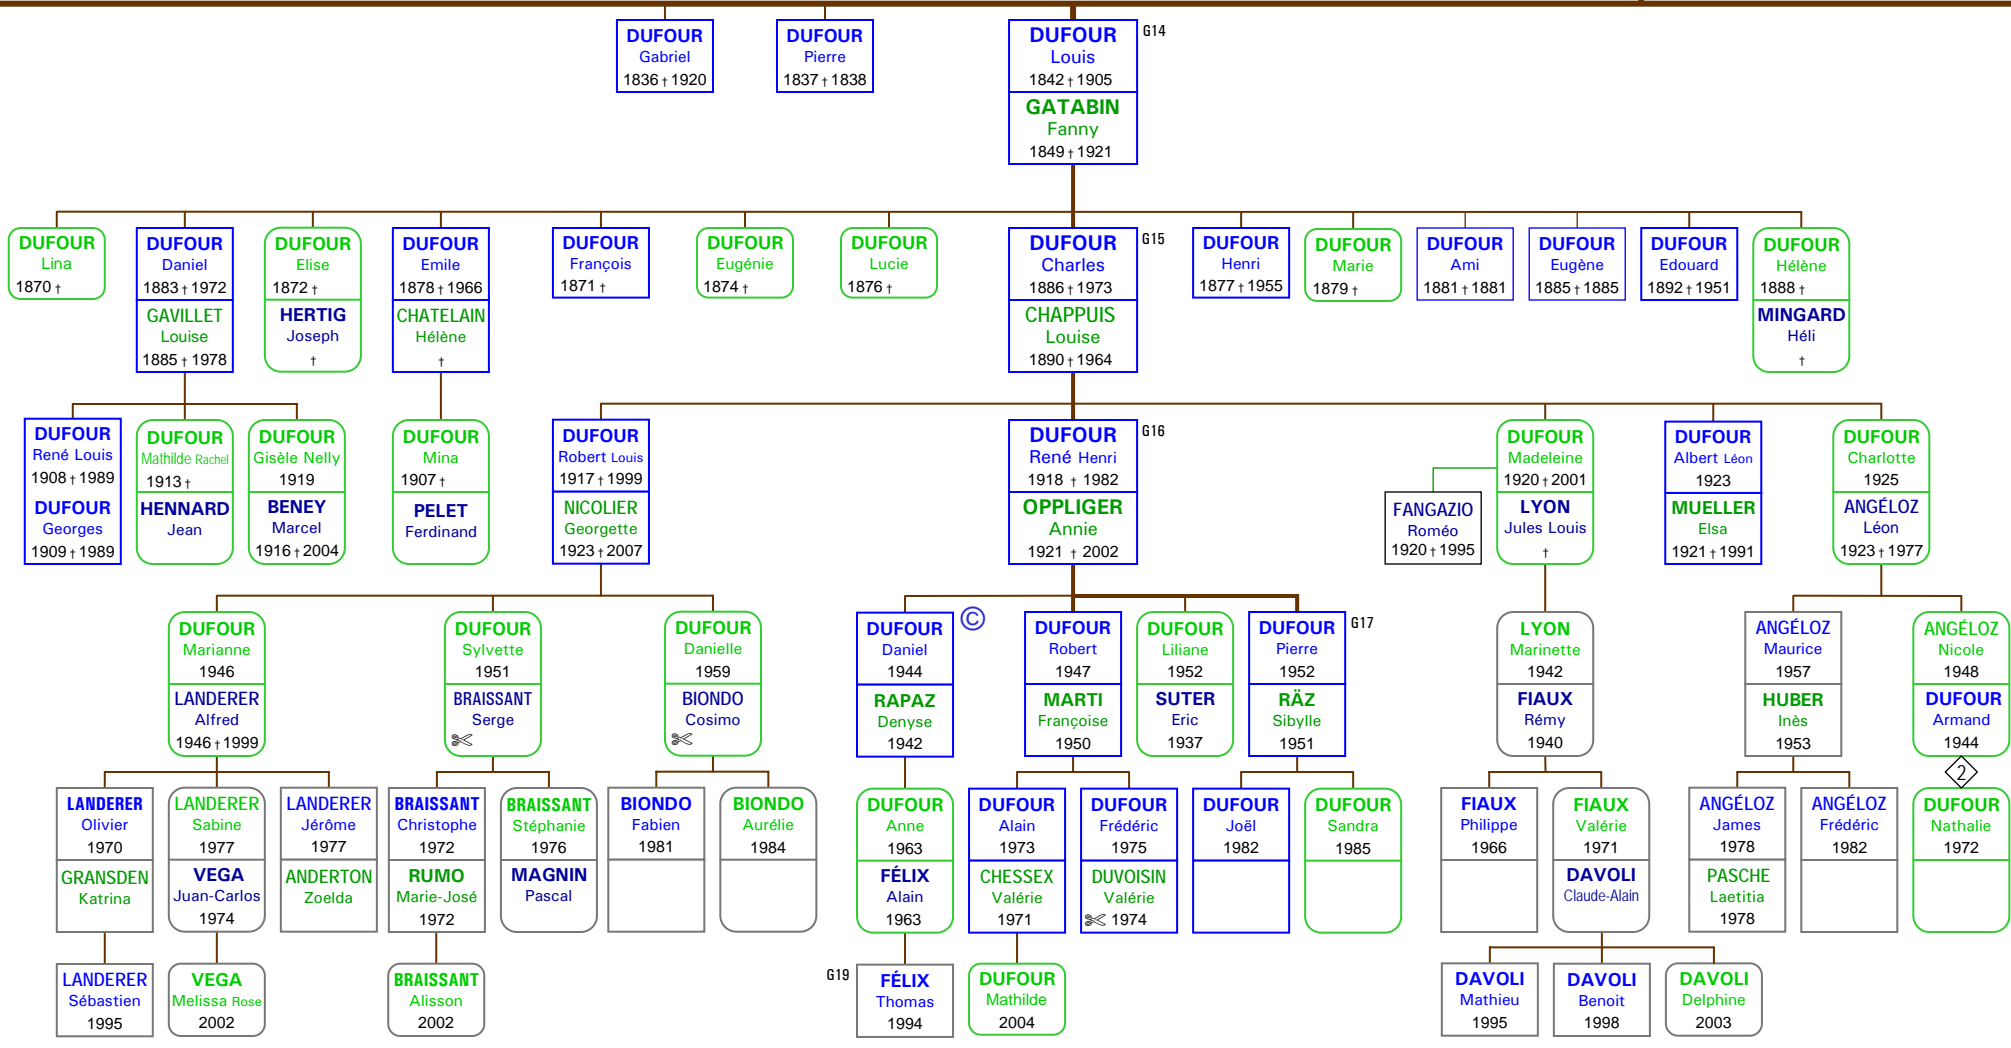 DUFOUR
Gabriel
1836 † 1920
DUFOUR
Pierre
1837 † 1838
DUFOUR
Louis
1842 † 1905
GATABIN
Fanny
1849 † 1921
G14
DUFOUR
Lina
1870 †
DUFOUR
Daniel
1883 † 1972
GAVILLET
Louise
1885 † 1978
DUFOUR
Elise
1872 †
HERTIG
Joseph
†
DUFOUR
Emile
1878 † 1966
CHATELAIN
Hélène
†
DUFOUR
François
1871 †
DUFOUR
Eugénie
1874 †
DUFOUR
Lucie
1876 †
DUFOUR
Charles
1886 † 1973
CHAPPUIS
Louise
1890 † 1964
G15
DUFOUR
Henri
1877 † 1955
DUFOUR
Marie
1879 †
DUFOUR
Ami
1881 † 1881
DUFOUR
Eugène
1885 † 1885
DUFOUR
Edouard
1892 † 1951
DUFOUR
Hélène
1888 †
MINGARD
Héli
†
DUFOUR
René Louis
1908 † 1989
DUFOUR
Georges
1909 † 1989
DUFOUR
Mathilde Rachel
1913 †
HENNARD
Jean
DUFOUR
Gisèle Nelly
1919
BENEY
Marcel
1916 † 2004
DUFOUR
Mina
1907 †
PELET
Ferdinand
DUFOUR
Robert Louis
1917 † 1999
NICOLIER
Georgette
1923 † 2007
DUFOUR
René Henri
1918 † 1982
OPPLIGER
Annie
1921 † 2002
G16
FANGAZIO
Roméo
1920 † 1995
DUFOUR
Madeleine
1920 † 2001
LYON
Jules Louis
†
DUFOUR
Albert Léon
1923
MUELLER
Elsa
1921 † 1991
DUFOUR
Charlotte
1925
ANGÉLOZ
Léon
1923 † 1977
DUFOUR
Marianne
1946
LANDERER
Alfred
1946 † 1999
DUFOUR
Sylvette
1951
BRAISSANT
Serge
✄
DUFOUR
Danielle
1959
BIONDO
Cosimo
✄
DUFOUR
Daniel
1944
RAPAZ
Denyse
1942
©
DUFOUR
Robert
1947
MARTI
Françoise
1950
DUFOUR
Liliane
1952
SUTER
Eric
1937
DUFOUR
Pierre
1952
RÄZ
Sibylle
1951
G17
LYON
Marinette
1942
FIAUX
Rémy
1940
ANGÉLOZ
Maurice
1957
HUBER
Inès
1953
ANGÉLOZ
Nicole
1948
DUFOUR
Armand
1944
2
LANDERER
Olivier
1970
GRANSDEN
Katrina
LANDERER
Sabine
1977
VEGA
Juan-Carlos
1974
LANDERER
Jérôme
1977
ANDERTON
Zoelda
BRAISSANT
Christophe
1972
RUMO
Marie-José
1972
BRAISSANT
Stéphanie
1976
MAGNIN
Pascal
BIONDO
Fabien
1981
BIONDO
Aurélie
1984
DUFOUR
Anne
1963
FÉLIX
Alain
1963
DUFOUR
Alain
1973
CHESSEX
Valérie
1971
DUFOUR
Frédéric
1975
DUVOISIN
Valérie
✄ 1974
DUFOUR
Joël
1982
DUFOUR
Sandra
1985
FIAUX
Philippe
1966
FIAUX
Valérie
1971
DAVOLI
Claude-Alain
ANGÉLOZ
James
1978
PASCHE
Laetitia
1978
ANGÉLOZ
Frédéric
1982
DUFOUR
Nathalie
1972
LANDERER
Sébastien
1995
VEGA
Melissa Rose
2002
BRAISSANT
Alisson
2002
G19
FÉLIX
Thomas
1994
DUFOUR
Mathilde
2004
DAVOLI
Mathieu
1995
DAVOLI
Benoit
1998
DAVOLI
Delphine
2003